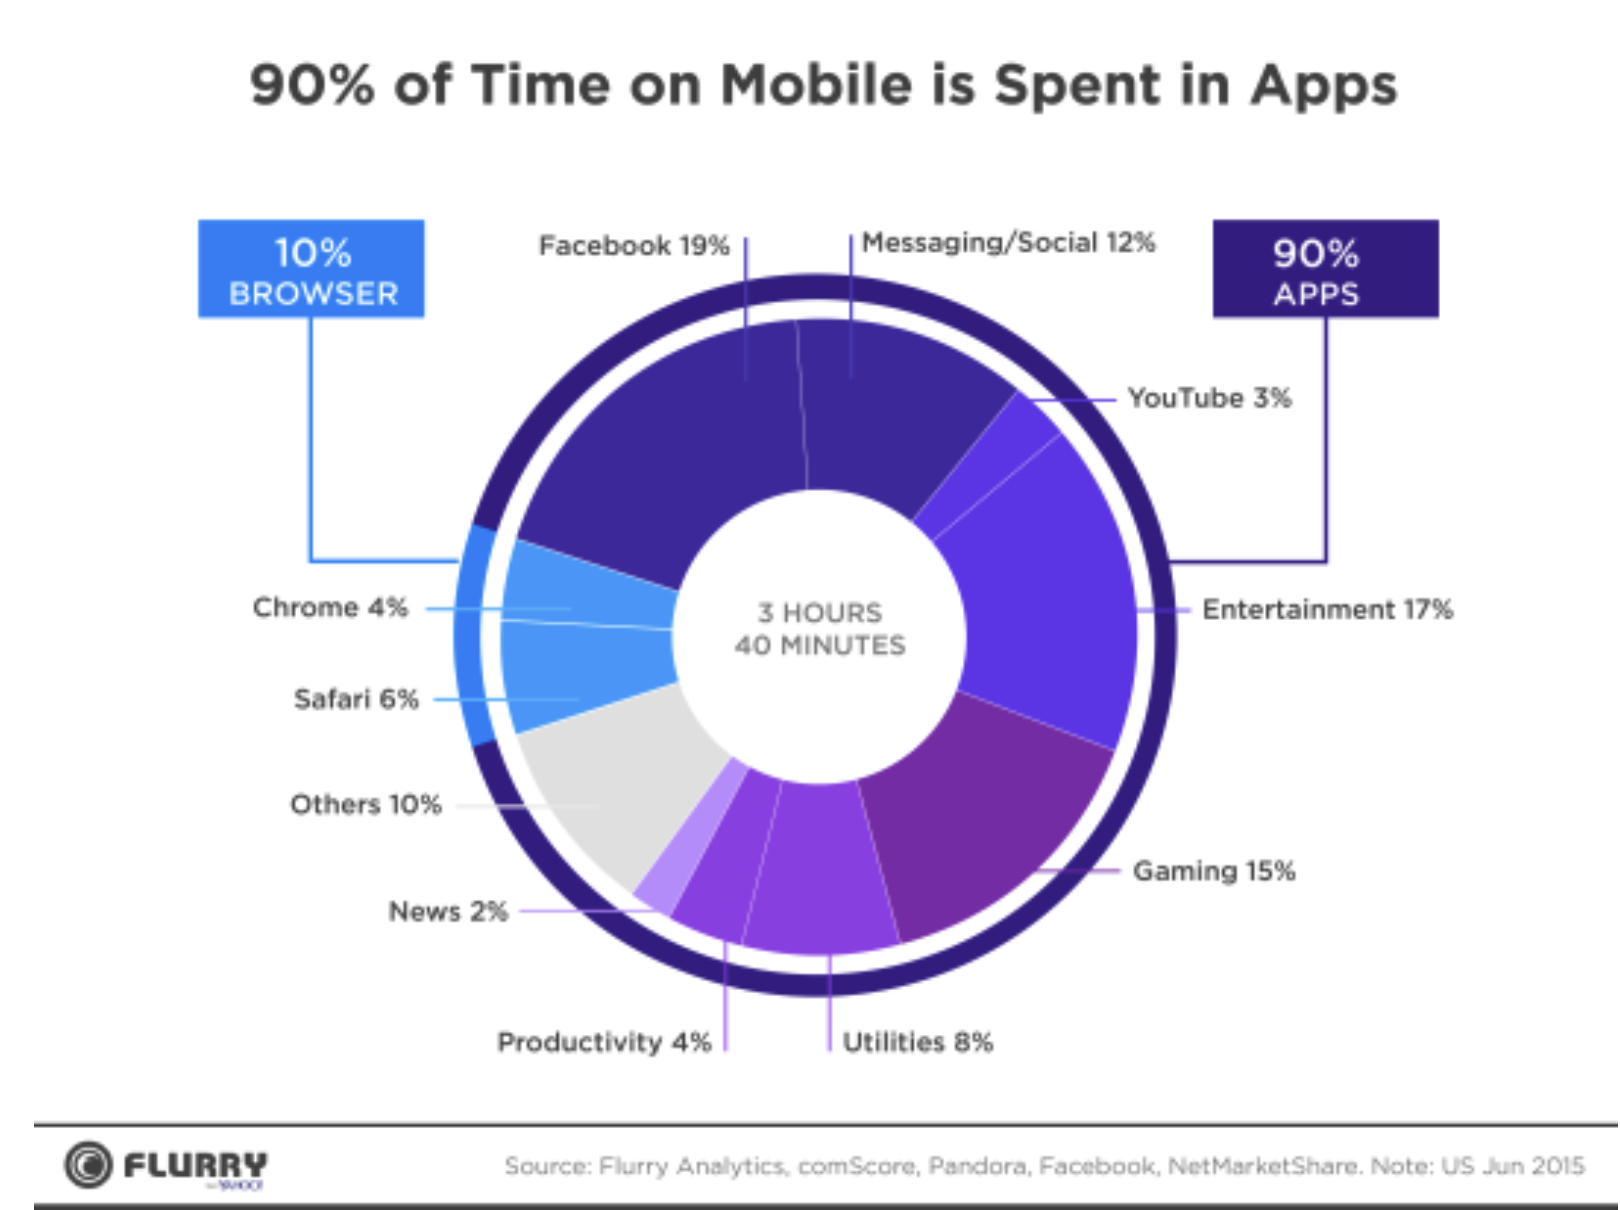 90% of Time on Mobile is Spent in Apps
10%
BROWSER
Facebook 19%
Messaging/Social 12%
90%
APPS
YouTube 3%
Chrome 4%
3 HOURS
40 MINUTES
Entertainment 17%
Safari 6%
Others 10%
Gaming 15%
News 2%
Productivity 4%
Utilities 8%
FLURRY
YAHOO!
Source: Flurry Analytics, comScore, Pandora, Facebook, NetMarketShare. Note: US Jun 2015